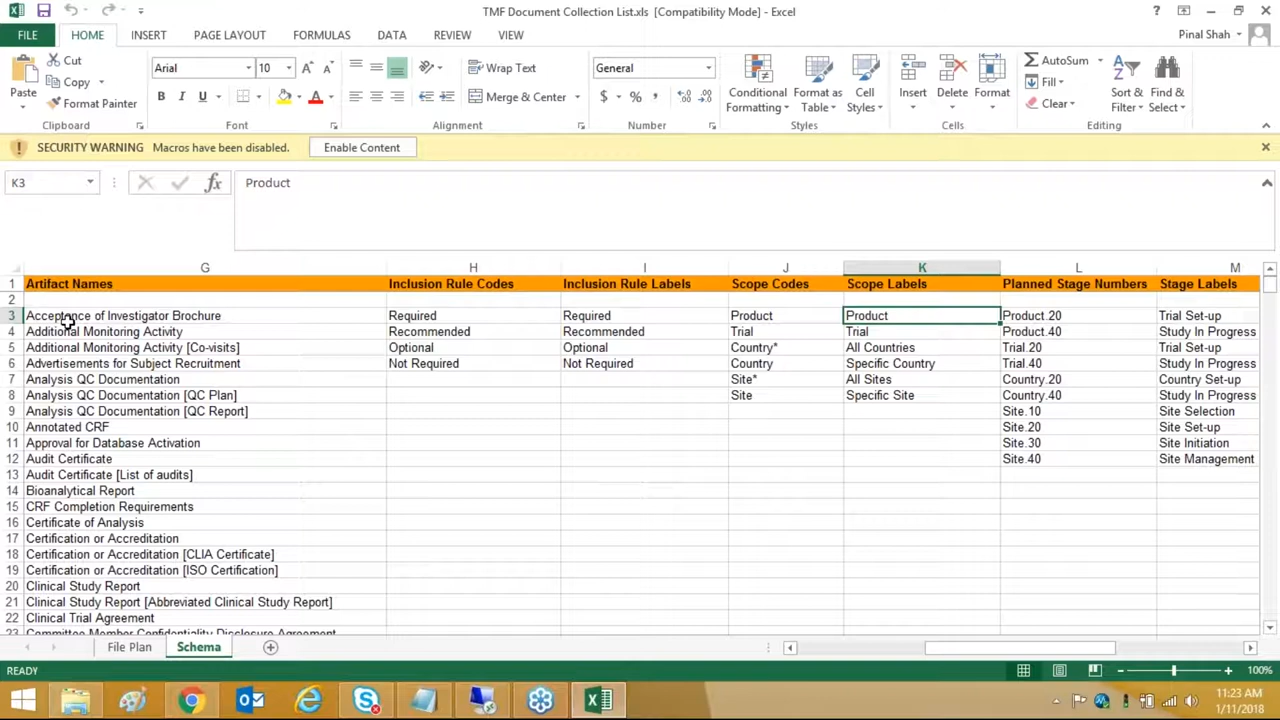 TMF Document Collection List.xls [Compatibility Mode] - Excel
FILE HOME INSERT PAGE LAYOUT FORMULAS DATA REVIEW VIEW Pinal Shah
Paste Cut Copy Format Painter Clipboard
Arial 10 B I U A Font
Wrap Text Merge & Center Alignment
General $ % , Number
Conditional Formatting Format as Table Cell Styles Styles
Insert Delete Format Cells
AutoSum Fill Clear Sort & Filter Find & Select Editing
SECURITY WARNING Macros have been disabled. Enable Content
K3 fx Product
G H I J K L M
1 Artifact Names Inclusion Rule Codes Inclusion Rule Labels Scope Codes Scope Labels Planned Stage Numbers Stage Labels
2
3 Acceptance of Investigator Brochure Required Required Product Product Product.20 Trial Set-up
4 Additional Monitoring Activity Recommended Recommended Trial Trial Product.40 Study In Progress
5 Additional Monitoring Activity [Co-visits] Optional Optional Country* All Countries Trial.20 Trial Set-up
6 Advertisements for Subject Recruitment Not Required Not Required Country Specific Country Trial.40 Study In Progress
7 Analysis QC Documentation Site* All Sites Country.20 Country Set-up
8 Analysis QC Documentation [QC Plan] Site Specific Site Country.40 Study In Progress
9 Analysis QC Documentation [QC Report] Site.10 Site Selection
10 Annotated CRF Site.20 Site Set-up
11 Approval for Database Activation Site.30 Site Initiation
12 Audit Certificate Site.40 Site Management
13 Audit Certificate [List of audits]
14 Bioanalytical Report
15 CRF Completion Requirements
16 Certificate of Analysis
17 Certification or Accreditation
18 Certification or Accreditation [CLIA Certificate]
19 Certification or Accreditation [ISO Certification]
20 Clinical Study Report
21 Clinical Study Report [Abbreviated Clinical Study Report]
22 Clinical Trial Agreement
23 Committee Member Confidentiality Disclosure Agreement
File Plan Schema
READY 100%
11:23 AM
1/11/2018